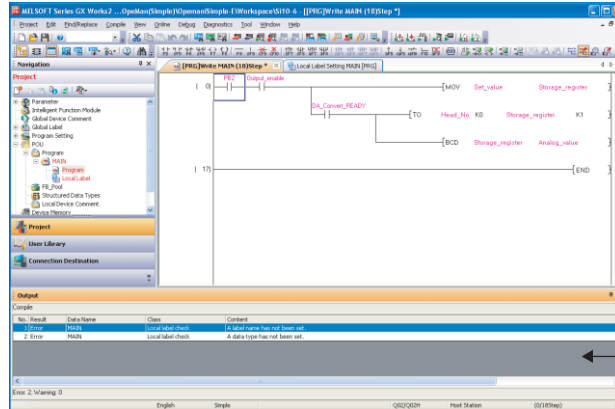 MELSOFT Series GX Works2 ...OpenMan(Simple)\Openman\Simple-E\Workspace\SI10-6 - [[PRG]Write MAIN (18)Step *]
Project Edit Find/Replace Compile View Online Debug Diagnostics Tool Window Help
Navigation
[PRG]Write MAIN (18)Step *
Local Label Setting MAIN [PRG]
Project
Parameter
Intelligent Function Module
Global Device Comment
Global Label
Program Setting
POU
Program
MAIN
Program
Local Label
FB_Pool
Structured Data Types
Local Device Comment
Device Memory
Project
User Library
Connection Destination
PB2 Output_enable
( 0) [MOV Set_value Storage_register ]
DA_Convert_READY
[TO Head_No K0 Storage_register K1 ]
[BCD Storage_register Analog_value ]
( 17) [END ]
Output
Compile
No. Result Data Name Class Content
1 Error MAIN Local label check A label name has not been set.
2 Error MAIN Local label check A data type has not been set.
Error: 2, Warning: 0
English Simple Q02/Q02H Host Station (0/18Step)